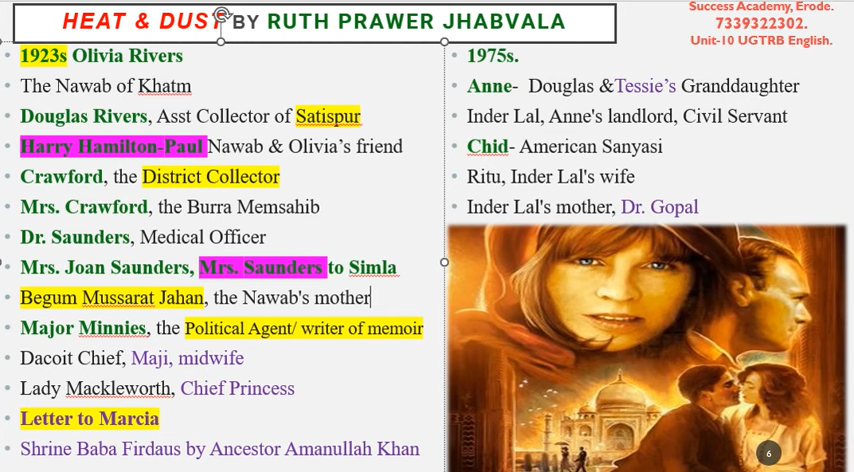 HEAT & DUST BY RUTH PRAWER JHABVALA
Success Academy, Erode.
7339322302.
Unit-10 UGTRB English.
• 1923s Olivia Rivers
• The Nawab of Khatm
• Douglas Rivers, Asst Collector of Satispur
• Harry Hamilton-Paul Nawab & Olivia’s friend
• Crawford, the District Collector
• Mrs. Crawford, the Burra Memsahib
• Dr. Saunders, Medical Officer
• Mrs. Joan Saunders, Mrs. Saunders to Simla
• Begum Mussarat Jahan, the Nawab's mother
• Major Minnies, the Political Agent/ writer of memoir
• Dacoit Chief, Maji, midwife
• Lady Mackleworth, Chief Princess
• Letter to Marcia
• Shrine Baba Firdaus by Ancestor Amanullah Khan
• 1975s.
• Anne- Douglas &Tessie’s Granddaughter
• Inder Lal, Anne's landlord, Civil Servant
• Chid- American Sanyasi
• Ritu, Inder Lal's wife
• Inder Lal's mother, Dr. Gopal
6